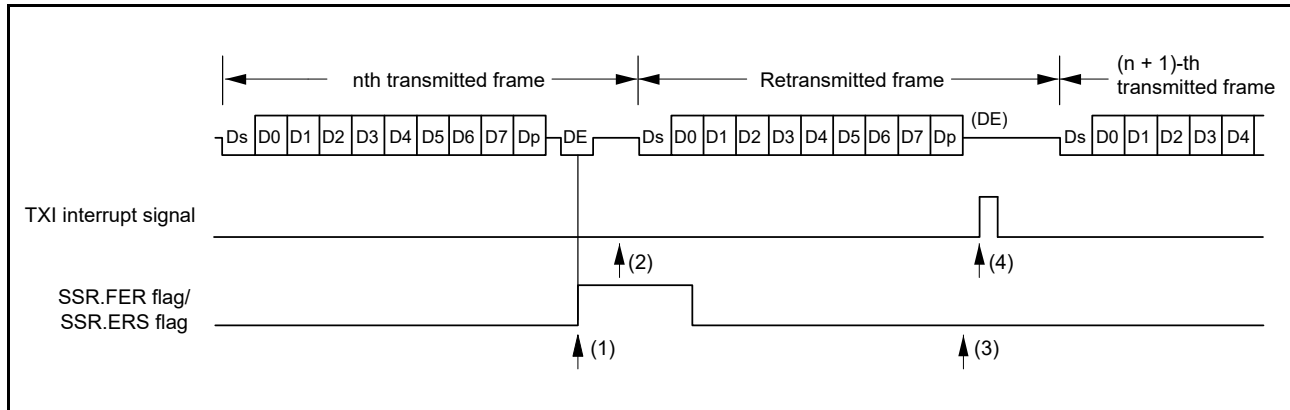 nth transmitted frame
Retransmitted frame
(n + 1)-th
transmitted frame
Ds D0 D1 D2 D3 D4 D5 D6 D7 Dp DE Ds D0 D1 D2 D3 D4 D5 D6 D7 Dp (DE) Ds D0 D1 D2 D3 D4
TXI interrupt signal
(2)
(4)
SSR.FER flag/
SSR.ERS flag
(1)
(3)